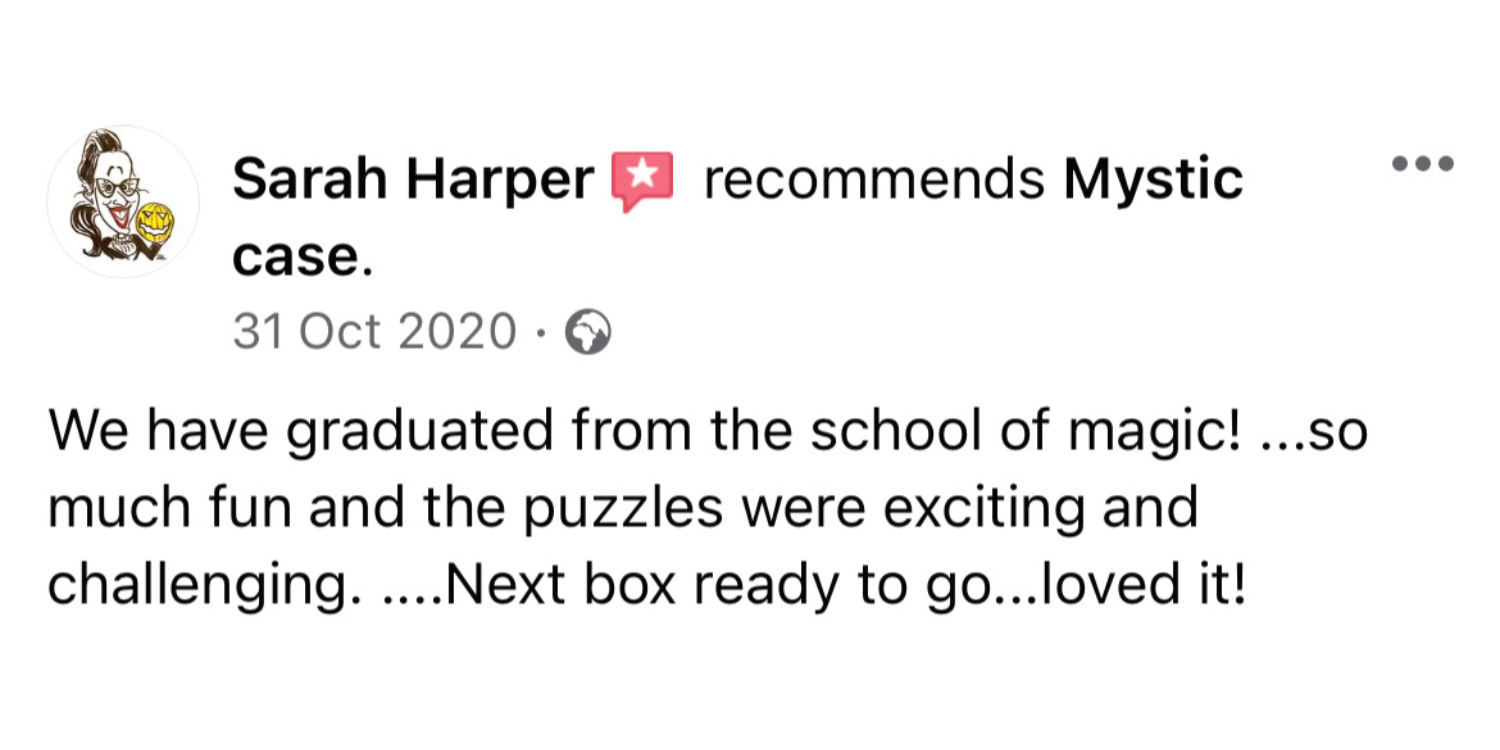 Sarah Harper recommends Mystic
case.
31 Oct 2020 ·
We have graduated from the school of magic! ...so
much fun and the puzzles were exciting and
challenging. ....Next box ready to go...loved it!